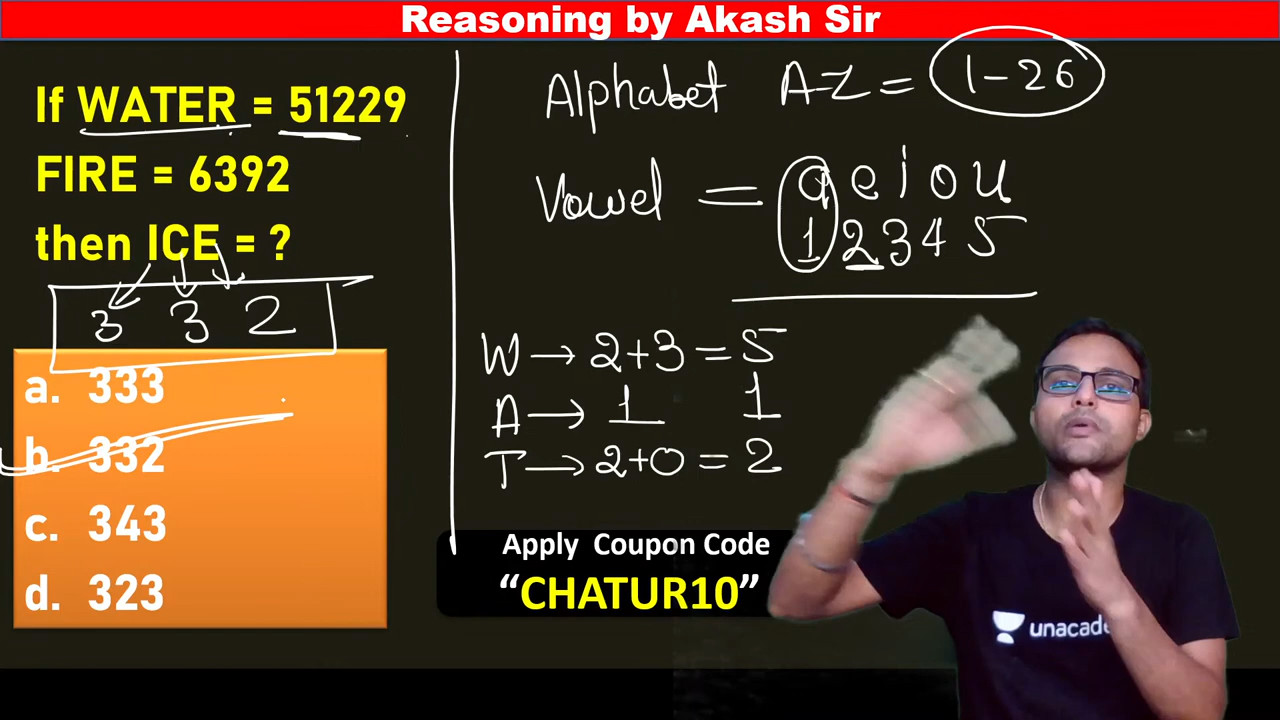 Reasoning by Akash Sir
If WATER = 51229
FIRE = 6392
then ICE = ?
3 3 2
a. 333
b. 332
c. 343
d. 323
Alphabet A-Z = 1-26
Vowel = a e i o u
1 2 3 4 5
W → 2+3 = 5
A → 1 1
T → 2+0 = 2
Apply Coupon Code
“CHATUR10”
unacade